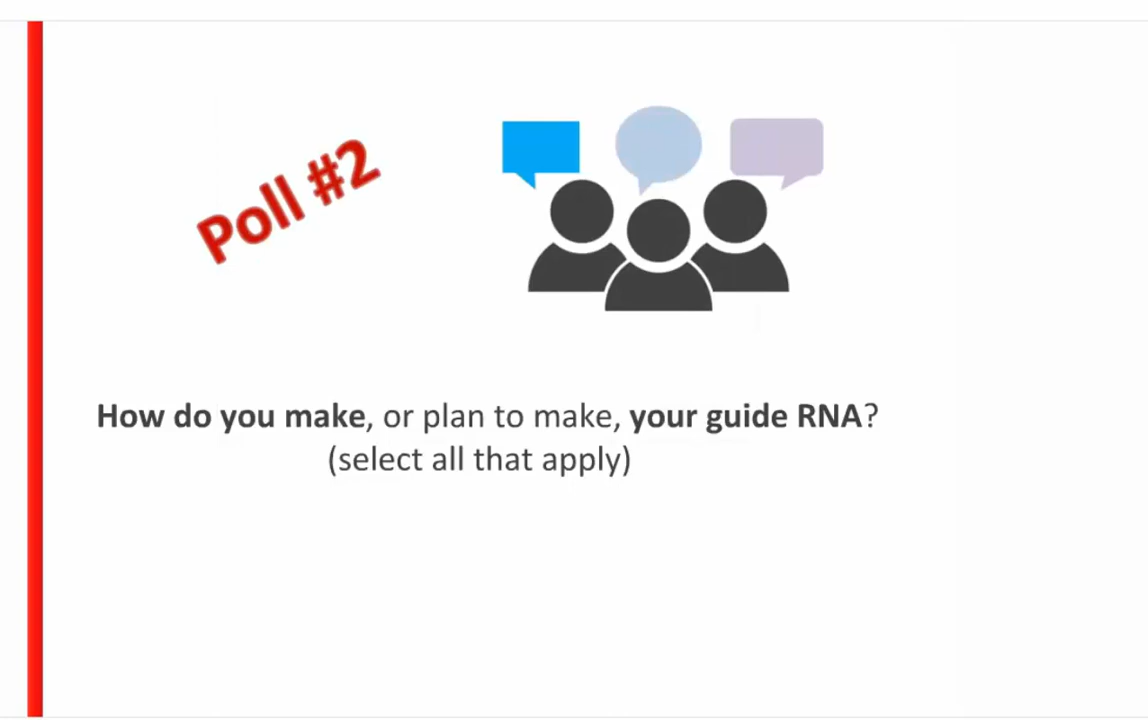 Poll #2
How do you make, or plan to make, your guide RNA?
(select all that apply)